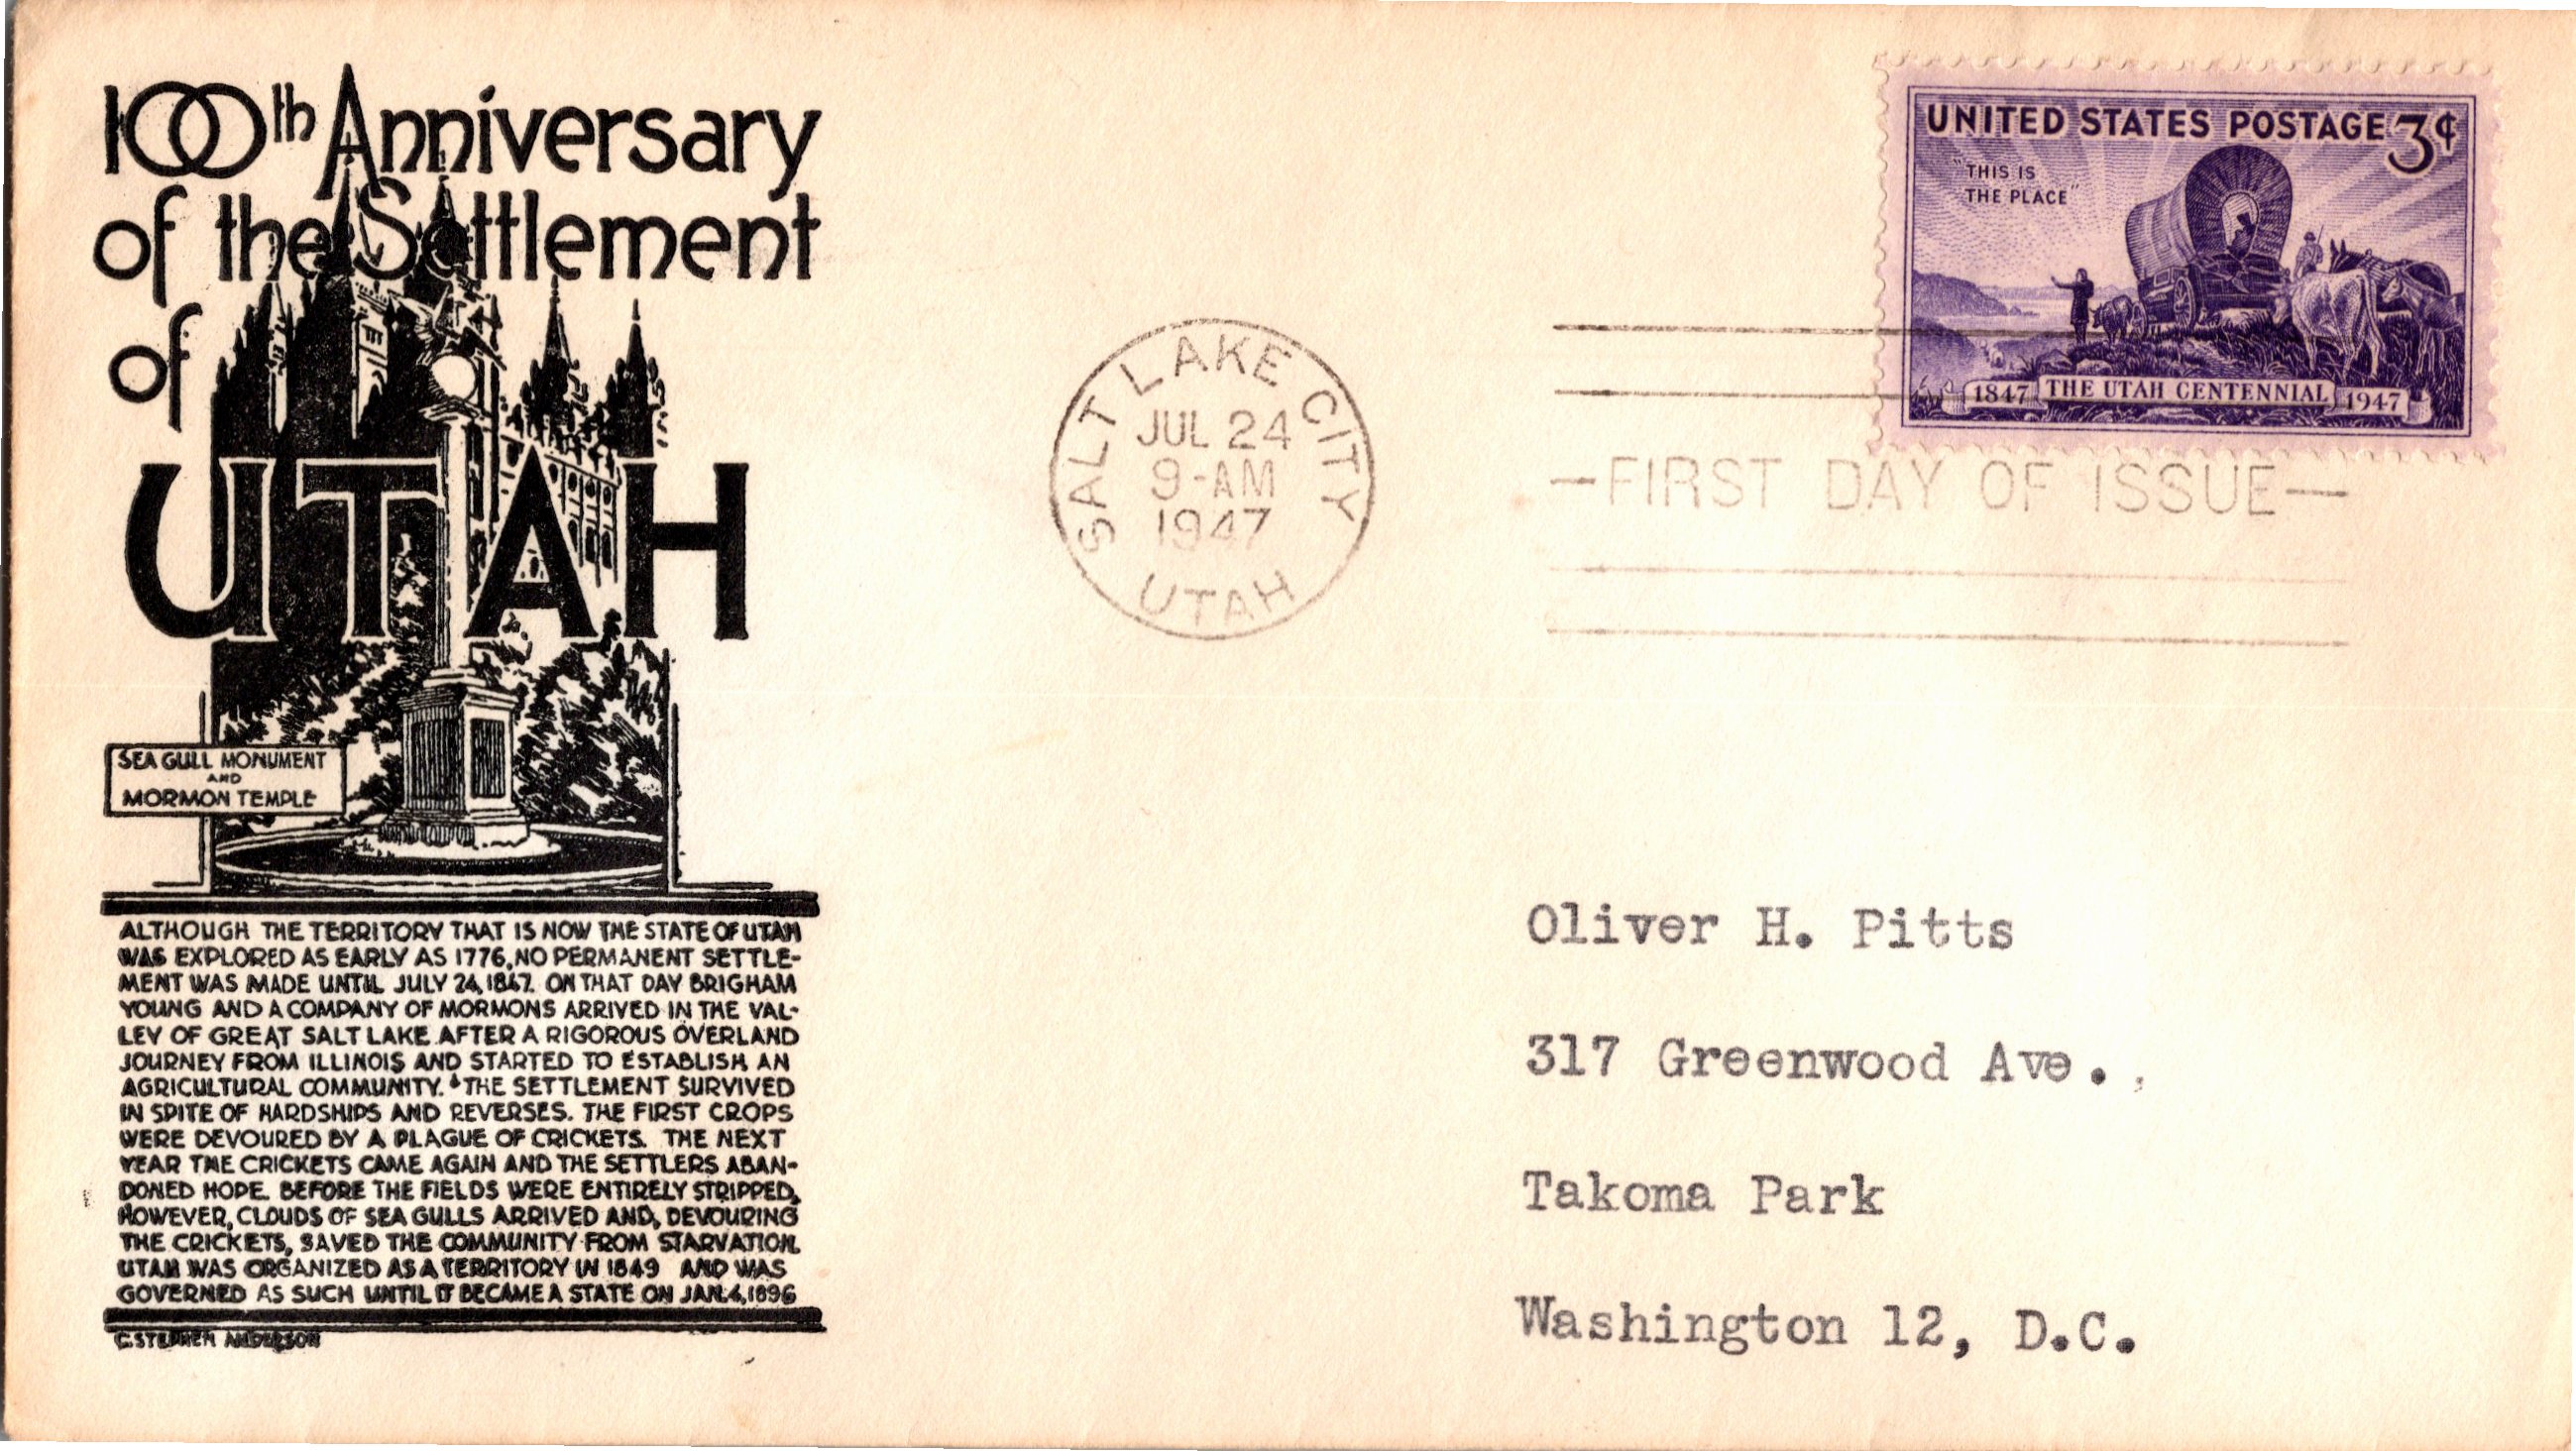 100th Anniversary
of the Settlement
of
UTAH
SEA GULL MONUMENT
AND
MORMON TEMPLE
ALTHOUGH THE TERRITORY THAT IS NOW THE STATE OF UTAH
WAS EXPLORED AS EARLY AS 1776, NO PERMANENT SETTLE-
MENT WAS MADE UNTIL JULY 24, 1847. ON THAT DAY BRIGHAM
YOUNG AND A COMPANY OF MORMONS ARRIVED IN THE VAL-
LEY OF GREAT SALT LAKE AFTER A RIGOROUS OVERLAND
JOURNEY FROM ILLINOIS AND STARTED TO ESTABLISH AN
AGRICULTURAL COMMUNITY. THE SETTLEMENT SURVIVED
IN SPITE OF HARDSHIPS AND REVERSES. THE FIRST CROPS
WERE DEVOURED BY A PLAGUE OF CRICKETS. THE NEXT
YEAR THE CRICKETS CAME AGAIN AND THE SETTLERS ABAN-
DONED HOPE. BEFORE THE FIELDS WERE ENTIRELY STRIPPED,
HOWEVER, CLOUDS OF SEA GULLS ARRIVED AND, DEVOURING
THE CRICKETS, SAVED THE COMMUNITY FROM STARVATION.
UTAH WAS ORGANIZED AS A TERRITORY IN 1849 AND WAS
GOVERNED AS SUCH UNTIL IT BECAME A STATE ON JAN. 4, 1896
C. STEPHEN ANDERSON
SALT LAKE CITY
JUL 24
9-AM
1947
UTAH
UNITED STATES POSTAGE 3¢
"THIS IS
THE PLACE"
1847 THE UTAH CENTENNIAL 1947
—FIRST DAY OF ISSUE—
Oliver H. Pitts
317 Greenwood Ave.,
Takoma Park
Washington 12, D.C.